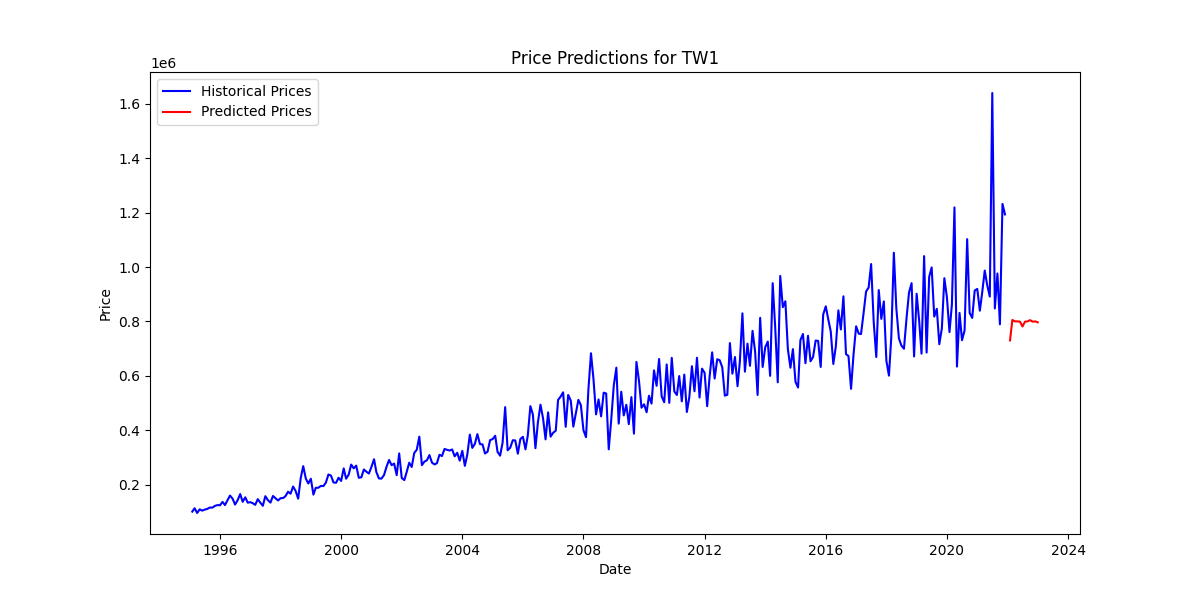 Price Predictions for TW1
1e6
Historical Prices
Predicted Prices
1.6
1.4
1.2
1.0
0.8
0.6
0.4
0.2
Price
1996 2000 2004 2008 2012 2016 2020 2024
Date